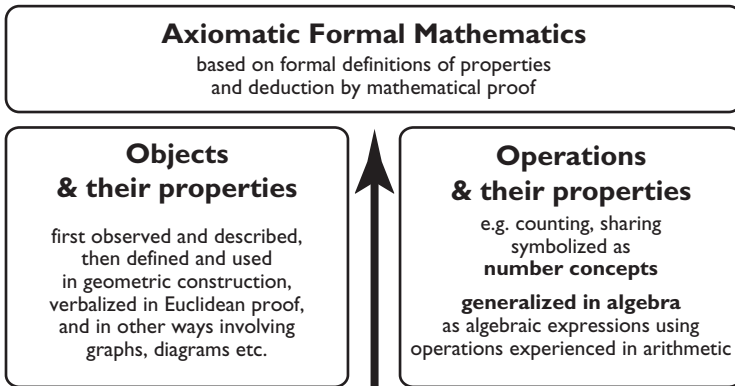 Axiomatic Formal Mathematics
based on formal definitions of properties
and deduction by mathematical proof
Objects
& their properties
first observed and described,
then defined and used
in geometric construction,
verbalized in Euclidean proof,
and in other ways involving
graphs, diagrams etc.
Operations
& their properties
e.g. counting, sharing
symbolized as
number concepts
generalized in algebra
as algebraic expressions using
operations experienced in arithmetic